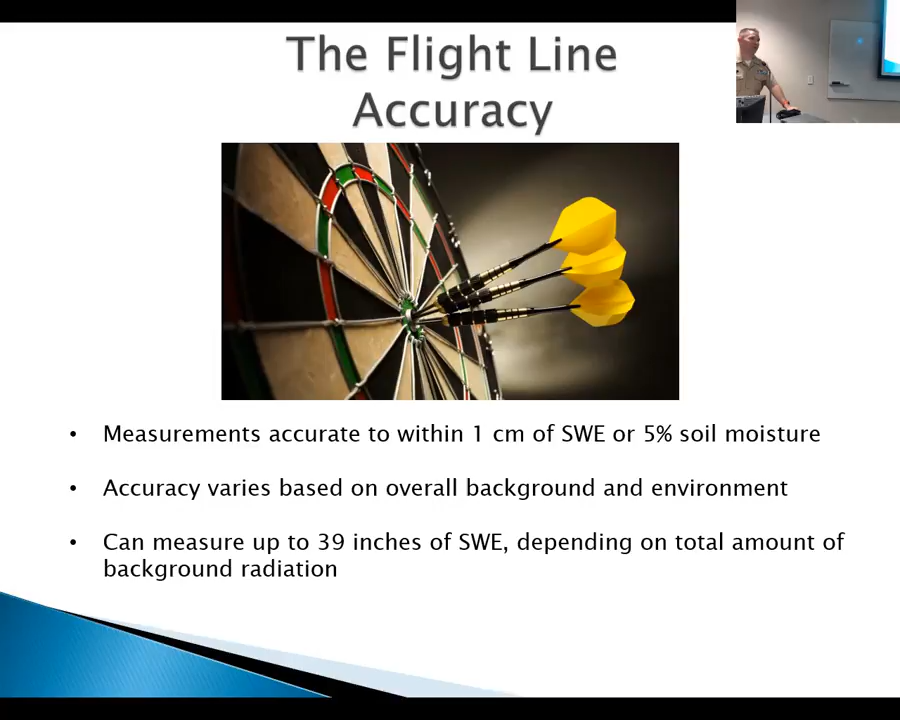 The Flight Line
Accuracy
• Measurements accurate to within 1 cm of SWE or 5% soil moisture
• Accuracy varies based on overall background and environment
• Can measure up to 39 inches of SWE, depending on total amount of
background radiation